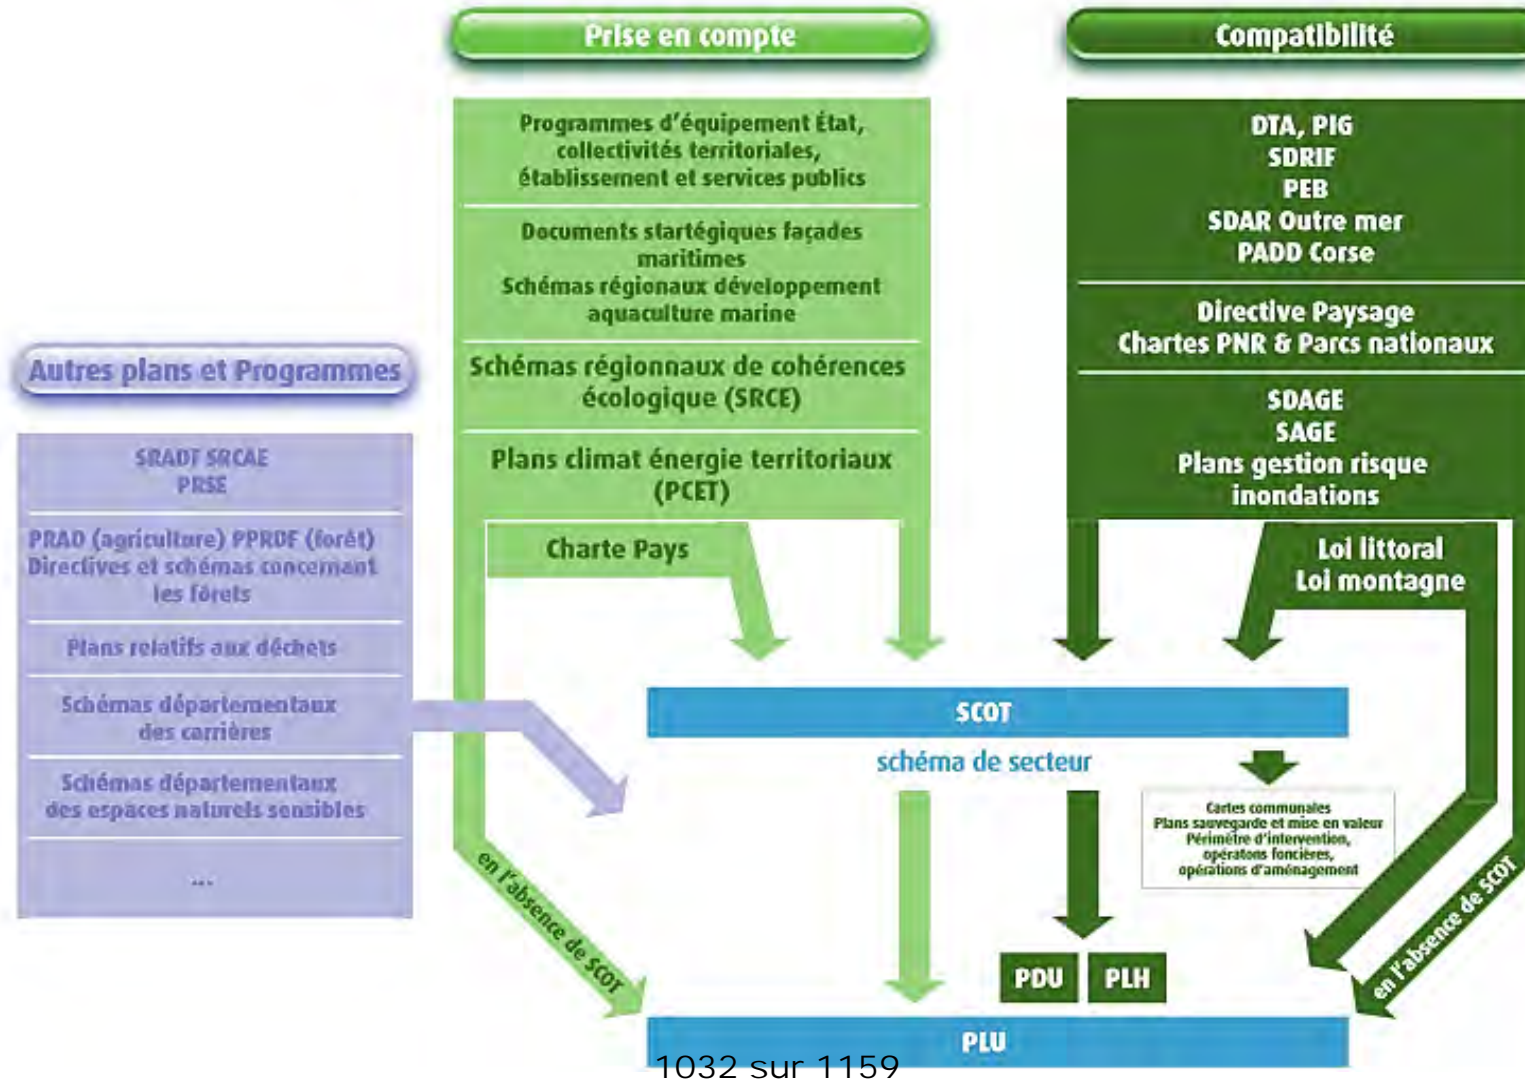 Prise en compte
Programmes d'équipement État,
collectivités territoriales,
établissement et services publics
Documents startégiques façades
maritimes
Schémas régionaux développement
aquaculture marine
Schémas régionnaux de cohérences
écologique (SRCE)
Plans climat énergie territoriaux
(PCET)
Charte Pays
Compatibilité
DTA, PIG
SDRIF
PEB
SDAR Outre mer
PADD Corse
Directive Paysage
Chartes PNR & Parcs nationaux
SDAGE
SAGE
Plans gestion risque
inondations
Loi littoral
Loi montagne
Autres plans et Programmes
SRADT SRCAE
PRSE
PRAD (agriculture) PPRDF (forêt)
Directives et schémas concernant
les fôrets
Plans relatifs aux déchets
Schémas départementaux
des carrières
Schémas départementaux
des espaces naturels sensibles
...
SCOT
schéma de secteur
Cartes communales
Plans sauvegarde et mise en valeur
Périmètre d'intervention,
opératons foncières,
opérations d'aménagement
en l'absence de SCOT
en l'absence de SCOT
PDU
PLH
PLU
1032 sur 1159